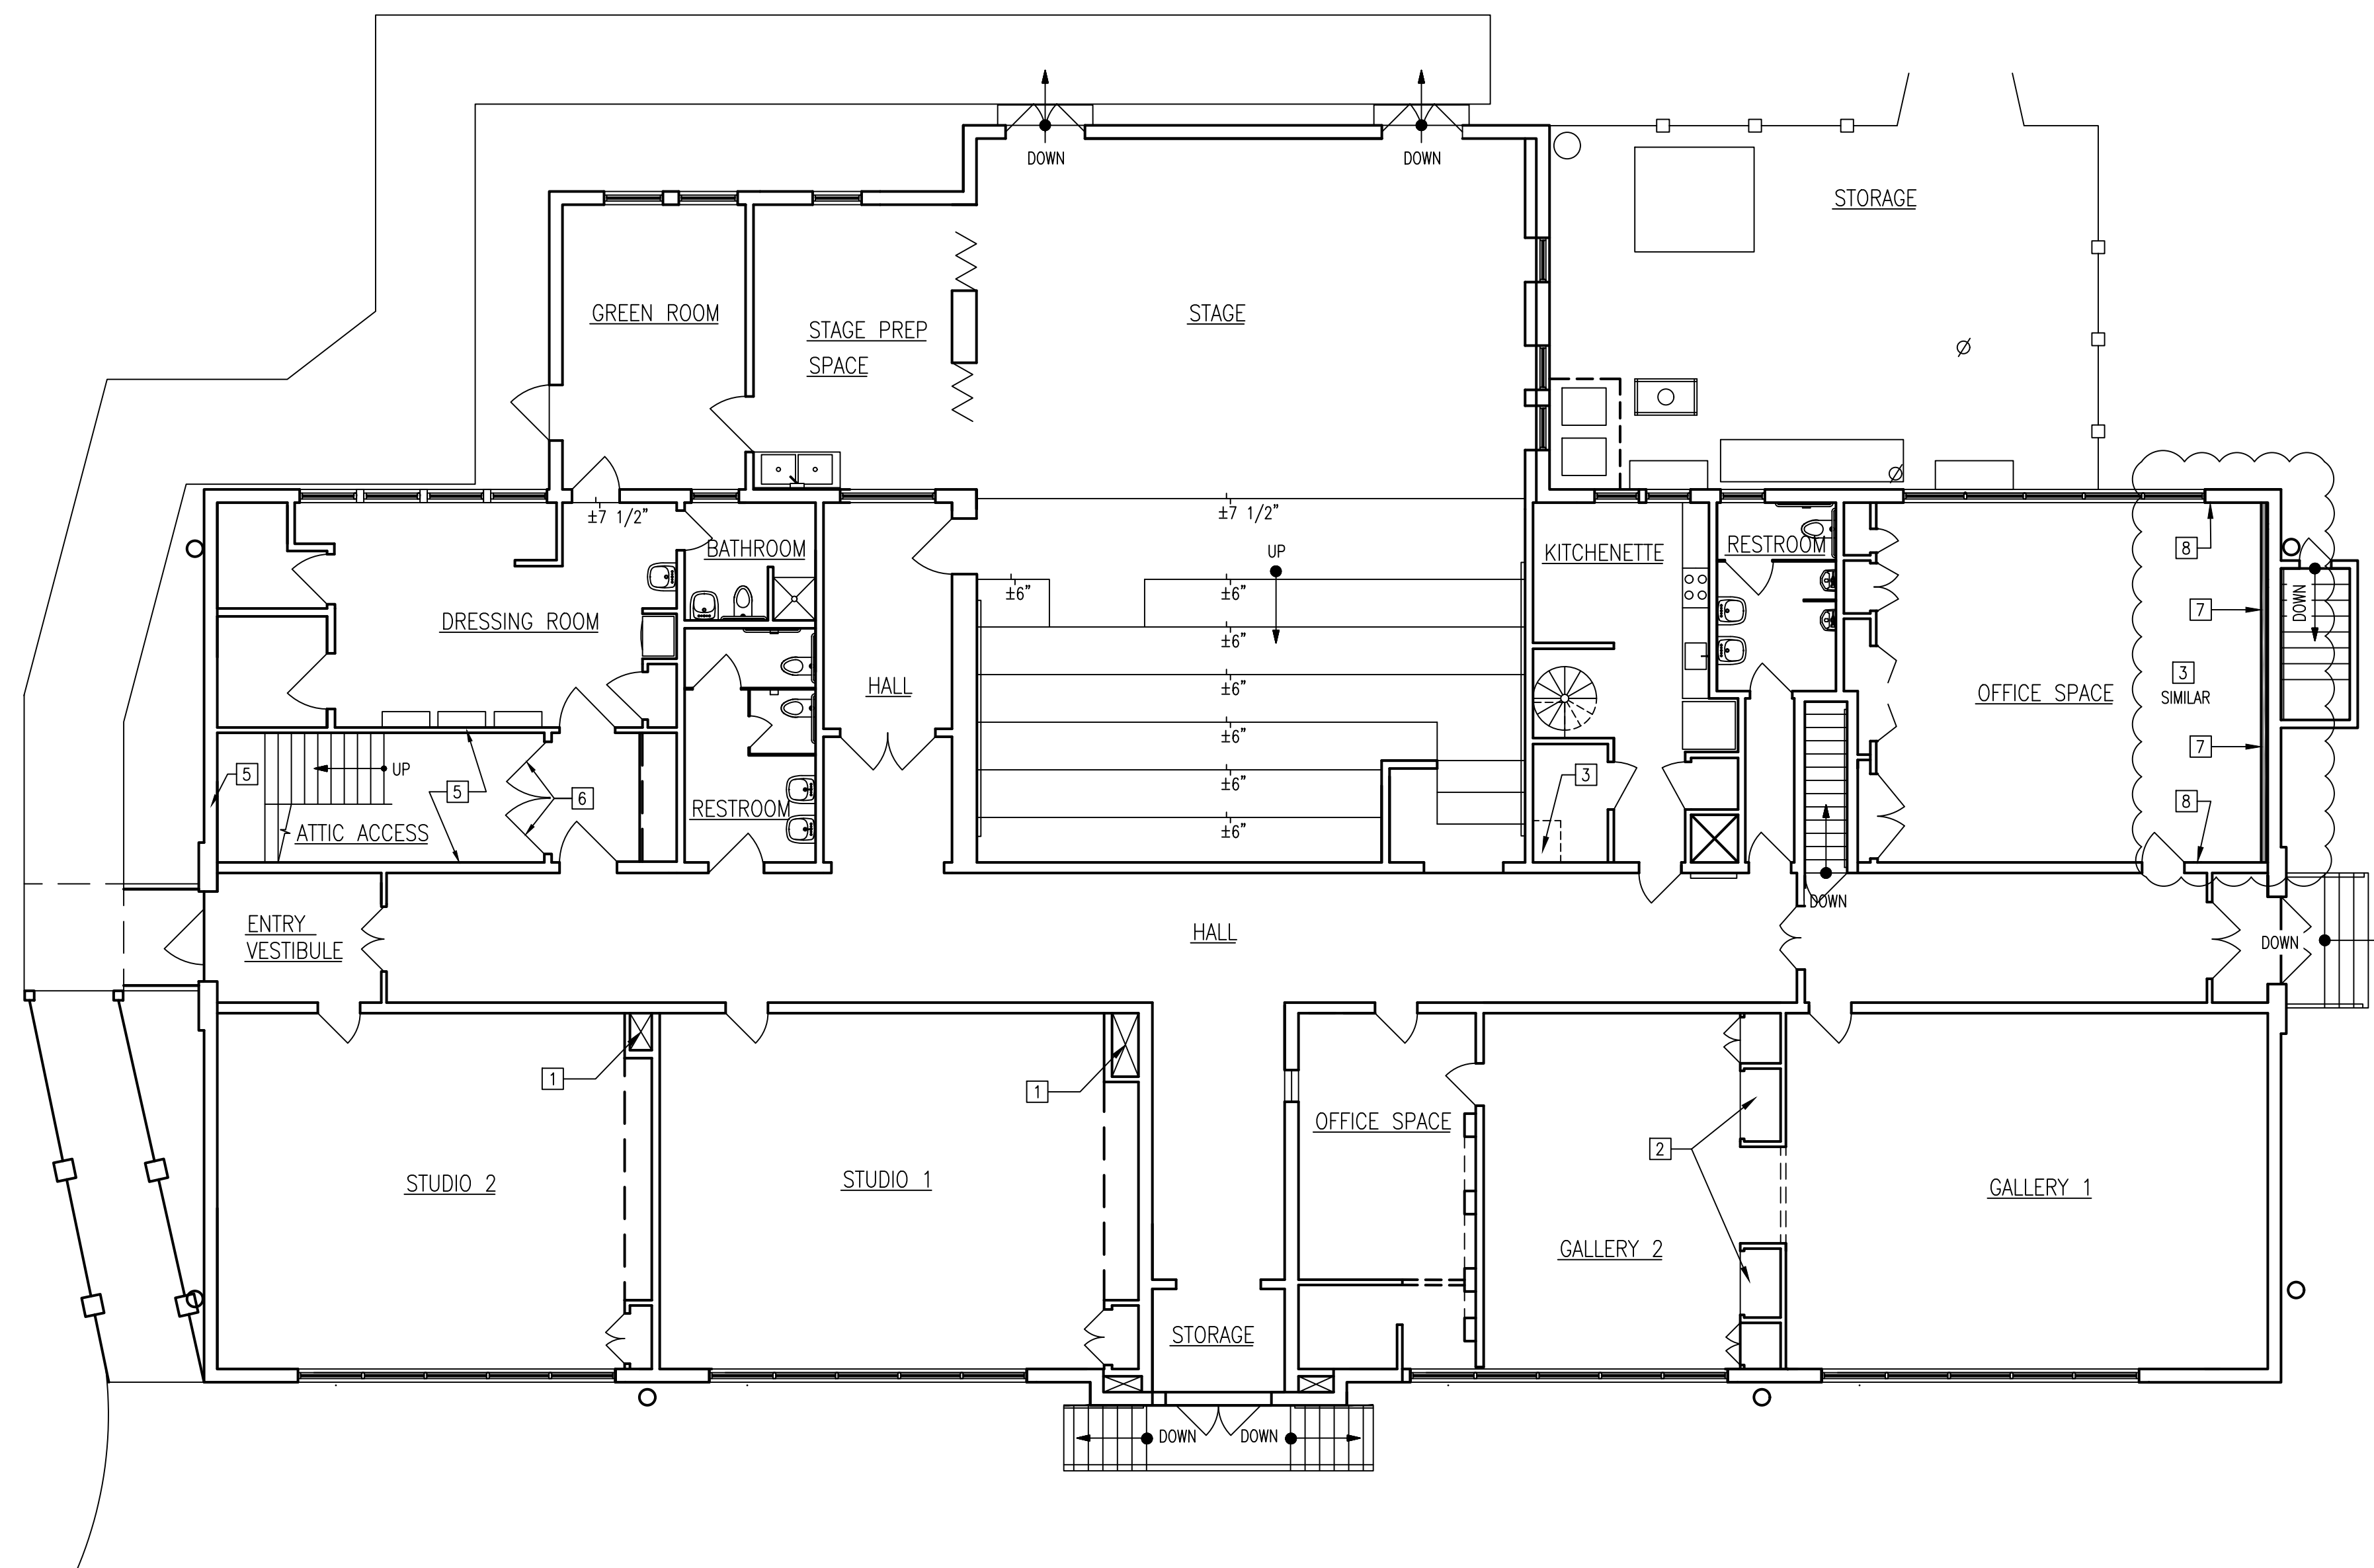 DOWN
DOWN
STORAGE
GREEN ROOM
STAGE PREP
SPACE
STAGE
±7 1/2"
±7 1/2"
BATHROOM
UP
KITCHENETTE
RESTROOM
8
±6"
±6"
DOWN
7
DRESSING ROOM
±6"
3
SIMILAR
HALL
±6"
OFFICE SPACE
±6"
7
5
UP
5
6
±6"
3
8
RESTROOM
ATTIC ACCESS
±6"
DOWN
ENTRY
VESTIBULE
HALL
DOWN
1
1
OFFICE SPACE
2
STUDIO 2
STUDIO 1
GALLERY 1
GALLERY 2
STORAGE
DOWN
DOWN